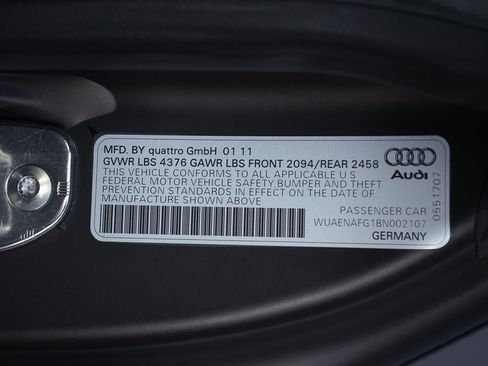 MFD. BY quattro GmbH 01 11
GVWR LBS 4376 GAWR LBS FRONT 2094/REAR 2458
THIS VEHICLE CONFORMS TO ALL APPLICABLE U S
FEDERAL MOTOR VEHICLE SAFETY,BUMPER AND THEFT
PREVENTION STANDARDS IN EFFECT ON THE DATE OF
MANUFACTURE SHOWN ABOVE
Audi
0551707
PASSENGER CAR
WUAENAFG1BN002107
GERMANY